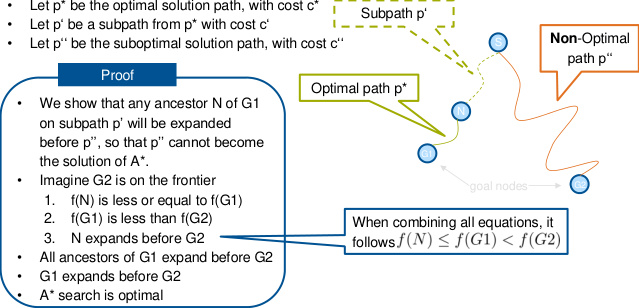 • Let p* be the optimal solution path, with cost c*
• Let p‘ be a subpath from p* with cost c‘
• Let p‘‘ be the suboptimal solution path, with cost c‘‘
Subpath p‘
S
Non-Optimal
path p“
Optimal path p*
N
G1
G2
goal nodes
Proof
• We show that any ancestor N of G1
on subpath p’ will be expanded
before p’’, so that p’’ cannot become
the solution of A*.
• Imagine G2 is on the frontier
1. f(N) is less or equal to f(G1)
2. f(G1) is less than f(G2)
3. N expands before G2
• All ancestors of G1 expand before G2
• G1 expands before G2
• A* search is optimal
When combining all equations, it
follows f(N) ≤ f(G1) < f(G2)